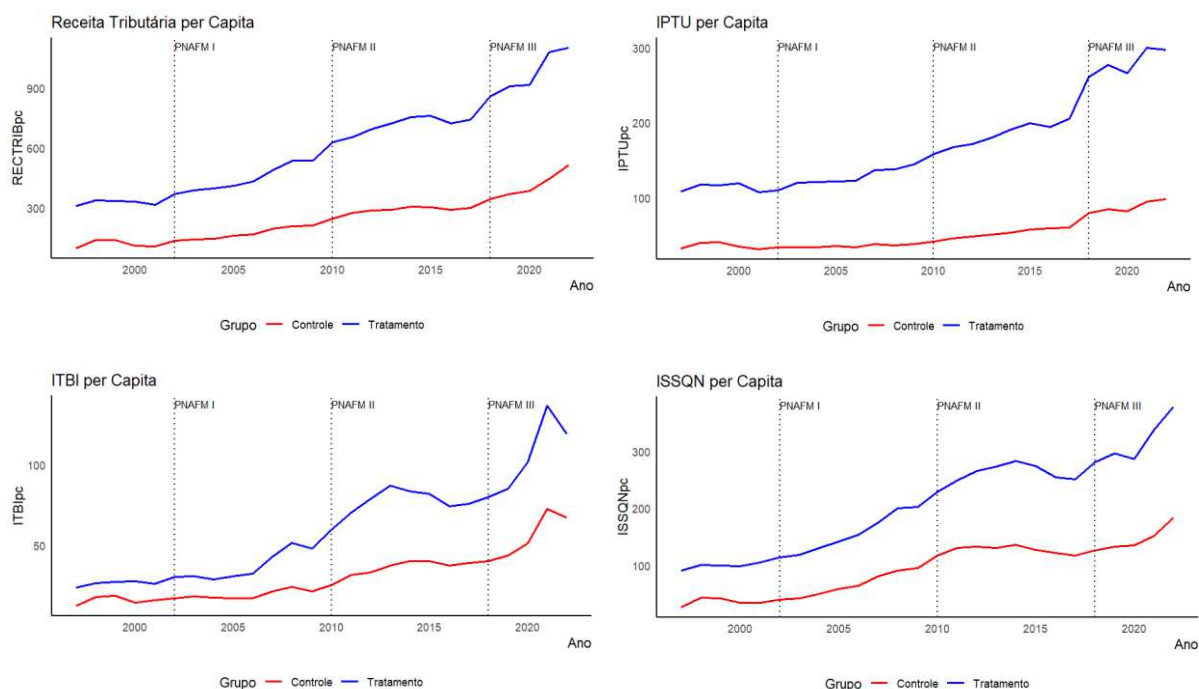 Receita Tributária per Capita
PNAFM I
PNAFM II
PNAFM III
RECTRIBpc
900
600
300
2000
2005
2010
2015
2020
Ano
Grupo
Controle
Tratamento
IPTU per Capita
PNAFM I
PNAFM II
PNAFM III
IPTUpc
300
200
100
2000
2005
2010
2015
2020
Ano
Grupo
Controle
Tratamento
ITBI per Capita
PNAFM I
PNAFM II
PNAFM III
ITBIpc
100
50
2000
2005
2010
2015
2020
Ano
Grupo
Controle
Tratamento
ISSQN per Capita
PNAFM I
PNAFM II
PNAFM III
ISSQNpc
300
200
100
2000
2005
2010
2015
2020
Ano
Grupo
Controle
Tratamento